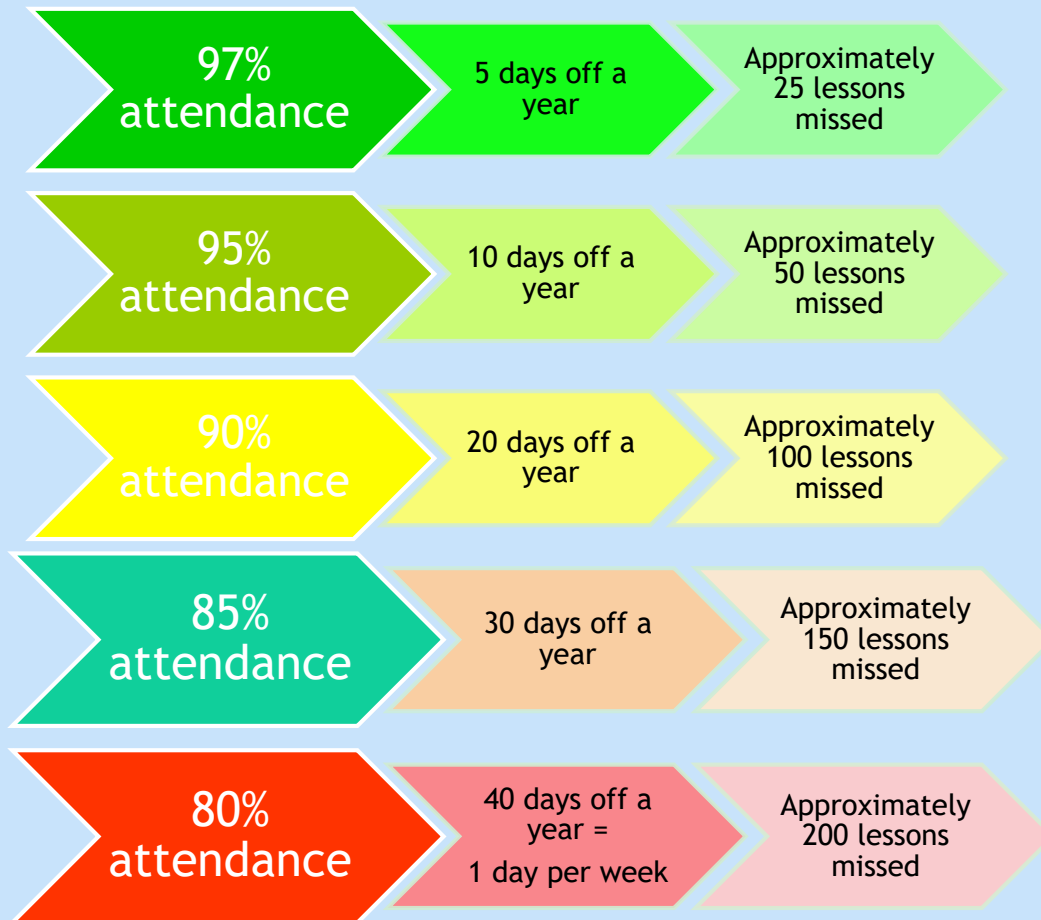 97%
attendance
5 days off a
year
Approximately
25 lessons
missed
95%
attendance
10 days off a
year
Approximately
50 lessons
missed
90%
attendance
20 days off a
year
Approximately
100 lessons
missed
85%
attendance
30 days off a
year
Approximately
150 lessons
missed
80%
attendance
40 days off a
year =
1 day per week
Approximately
200 lessons
missed